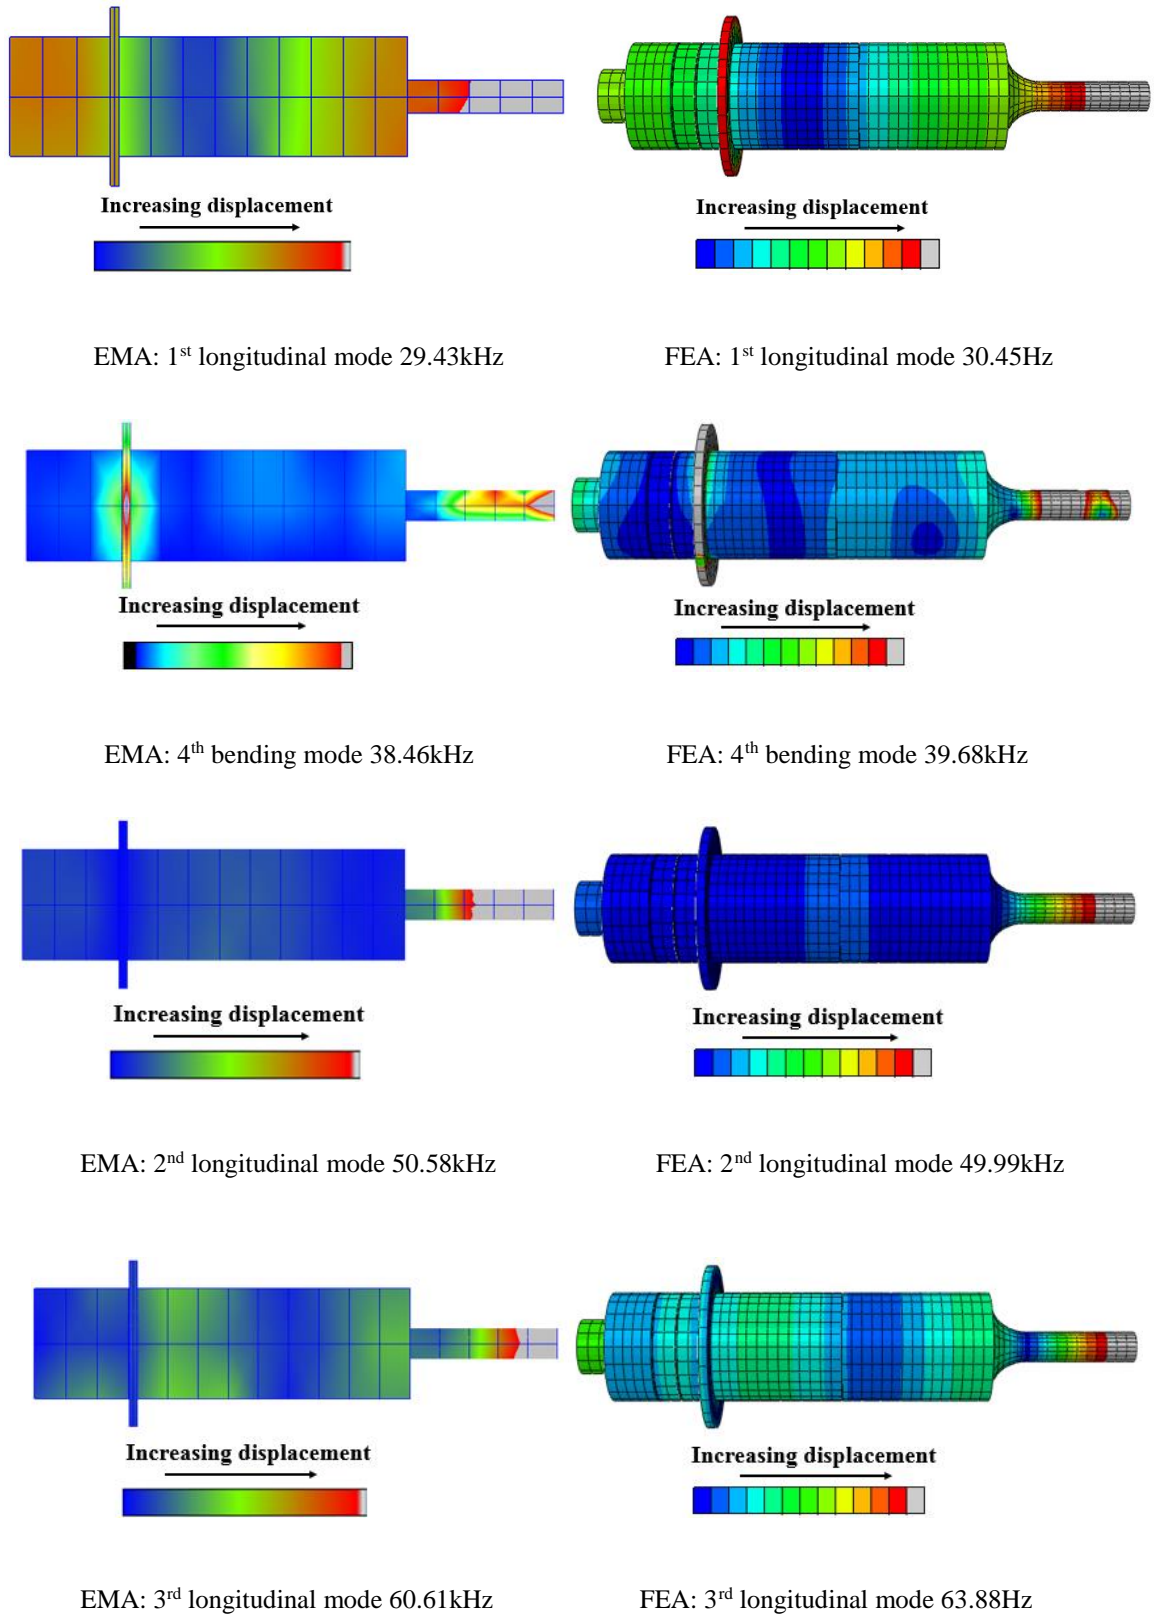 Increasing displacement
Increasing displacement
EMA: 1st longitudinal mode 29.43kHz
FEA: 1st longitudinal mode 30.45Hz
Increasing displacement
Increasing displacement
EMA: 4th bending mode 38.46kHz
FEA: 4th bending mode 39.68kHz
Increasing displacement
Increasing displacement
EMA: 2nd longitudinal mode 50.58kHz
FEA: 2nd longitudinal mode 49.99kHz
Increasing displacement
Increasing displacement
EMA: 3rd longitudinal mode 60.61kHz
FEA: 3rd longitudinal mode 63.88Hz